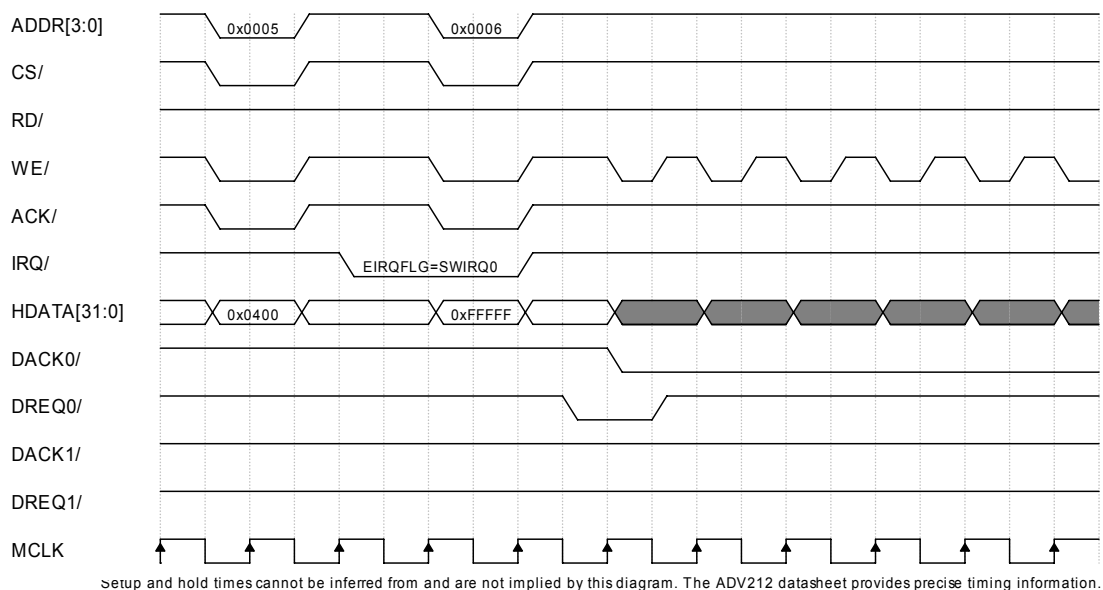 ADDR[3:0] 0x0005 0x0006
CS/
RD/
WE/
ACK/
IRQ/ EIRQFLG=SWIRQ0
HDATA[31:0] 0x0400 0xFFFFF
DACK0/
DREQ0/
DACK1/
DREQ1/
MCLK
Setup and hold times cannot be inferred from and are not implied by this diagram. The ADV212 datasheet provides precise timing information.